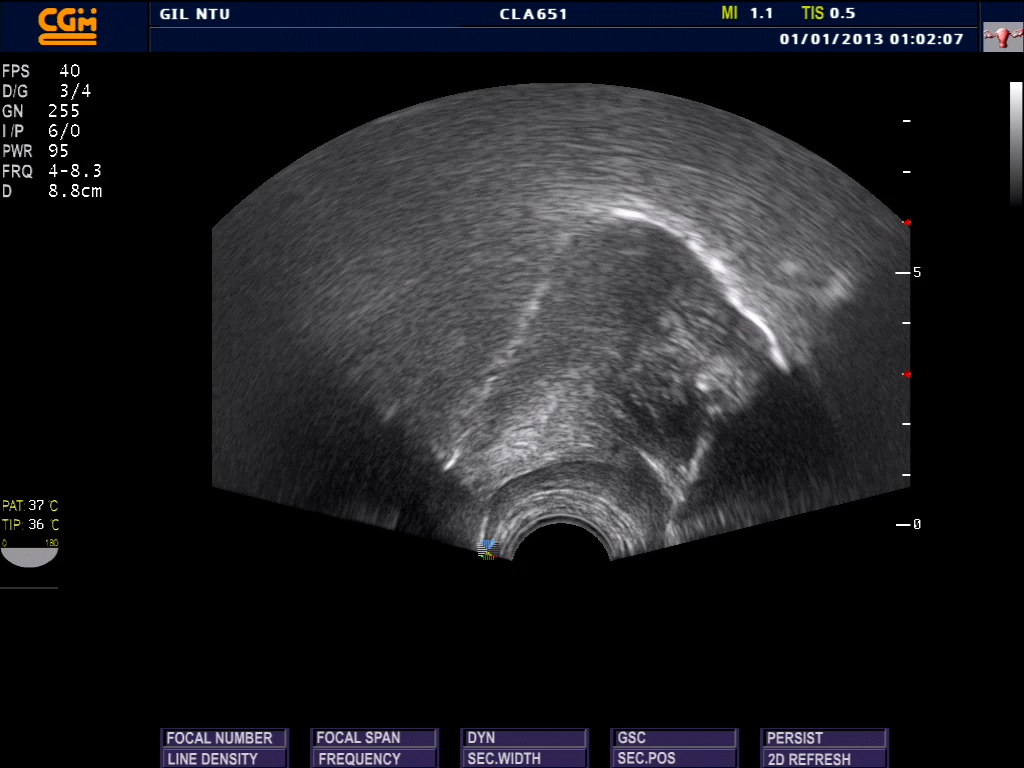 CGM
GIL NTU CLA651 MI 1.1 TIS 0.5
01/01/2013 01:02:07
FPS 40
D/G 3/4
GN 255
I/P 6/0
PWR 95
FRQ 4-8.3
D 8.8cm
5
PAT: 37 °C
TIP: 36 °C
0 180
0
FOCAL NUMBER FOCAL SPAN DYN GSC PERSIST
LINE DENSITY FREQUENCY SEC.WIDTH SEC.POS 2D REFRESH